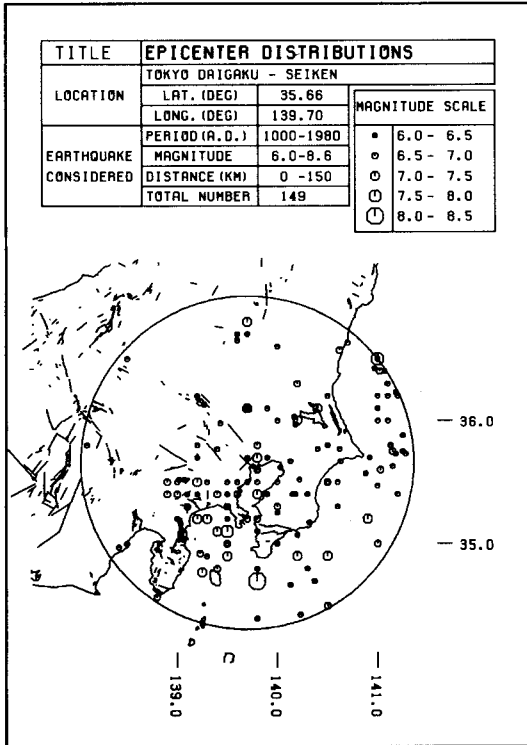 TITLE EPICENTER DISTRIBUTIONS
LOCATION
TOKYO DAIGAKU - SEIKEN
LAT. (DEG) 35.66
LONG. (DEG) 139.70
EARTHQUAKE
CONSIDERED
PERIOD(A.D.) 1000-1980
MAGNITUDE 6.0-8.6
DISTANCE(KM) 0 -150
TOTAL NUMBER 149
MAGNITUDE SCALE
6.0 - 6.5
6.5 - 7.0
7.0 - 7.5
7.5 - 8.0
8.0 - 8.5
36.0
35.0
139.0
140.0
141.0